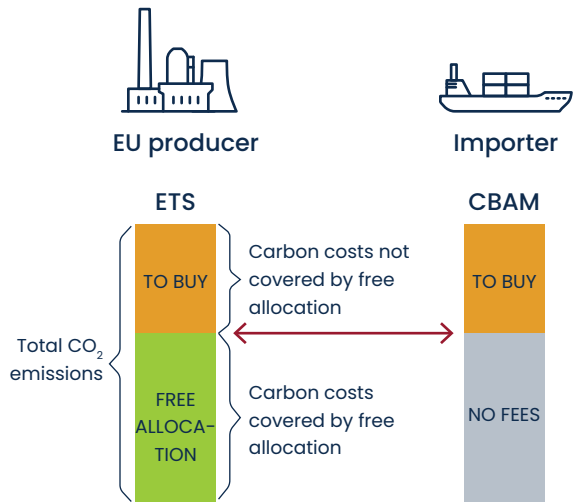 EU producer
Importer
ETS
CBAM
TO BUY
Carbon costs not
covered by free
allocation
TO BUY
Total CO₂
emissions
FREE
ALLOCA-
TION
Carbon costs
covered by free
allocation
NO FEES